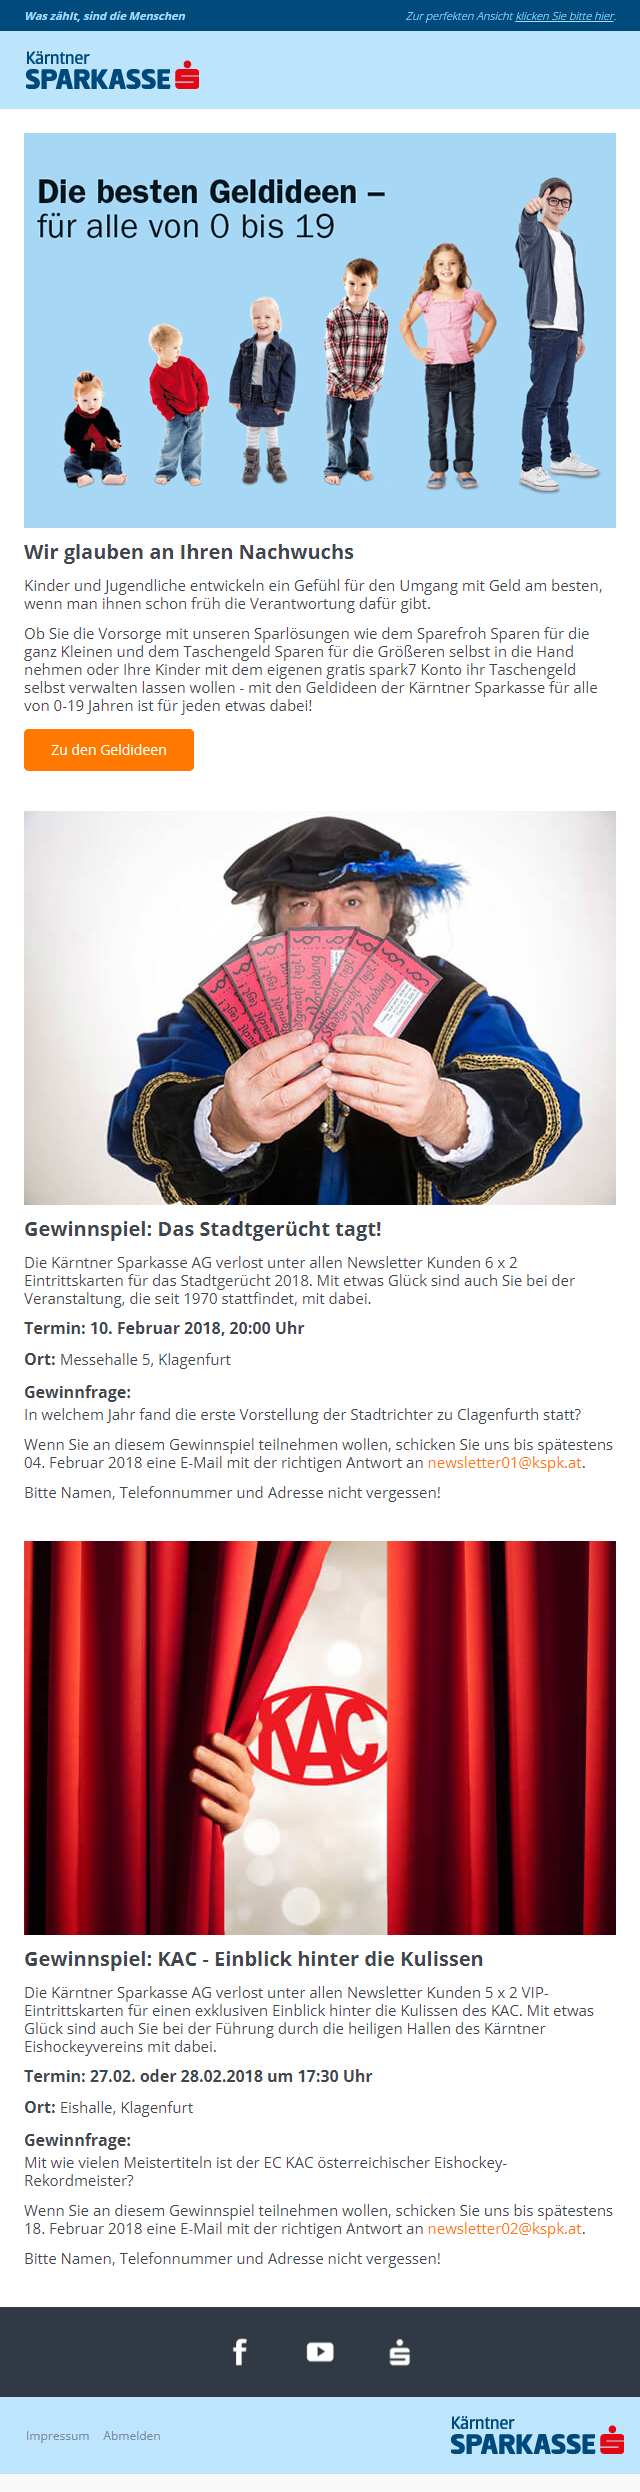 Was zählt, sind die Menschen
Zur perfekten Ansicht klicken Sie bitte hier.
Kärntner
SPARKASSE
Die besten Geldideen –
für alle von 0 bis 19
Wir glauben an Ihren Nachwuchs
Kinder und Jugendliche entwickeln ein Gefühl für den Umgang mit Geld am besten,
wenn man ihnen schon früh die Verantwortung dafür gibt.
Ob Sie die Vorsorge mit unseren Sparlösungen wie dem Sparefroh Sparen für die
ganz Kleinen und dem Taschengeld Sparen für die Größeren selbst in die Hand
nehmen oder Ihre Kinder mit dem eigenen gratis spark7 Konto ihr Taschengeld
selbst verwalten lassen wollen - mit den Geldideen der Kärntner Sparkasse für alle
von 0-19 Jahren ist für jeden etwas dabei!
Zu den Geldideen
Vorladung
Gewinnspiel: Das Stadtgerücht tagt!
Die Kärntner Sparkasse AG verlost unter allen Newsletter Kunden 6 x 2
Eintrittskarten für das Stadtgerücht 2018. Mit etwas Glück sind auch Sie bei der
Veranstaltung, die seit 1970 stattfindet, mit dabei.
Termin: 10. Februar 2018, 20:00 Uhr
Ort: Messehalle 5, Klagenfurt
Gewinnfrage:
In welchem Jahr fand die erste Vorstellung der Stadtrichter zu Clagenfurth statt?
Wenn Sie an diesem Gewinnspiel teilnehmen wollen, schicken Sie uns bis spätestens
04. Februar 2018 eine E-Mail mit der richtigen Antwort an newsletter01@kspk.at.
Bitte Namen, Telefonnummer und Adresse nicht vergessen!
KAC
Gewinnspiel: KAC - Einblick hinter die Kulissen
Die Kärntner Sparkasse AG verlost unter allen Newsletter Kunden 5 x 2 VIP-
Eintrittskarten für einen exklusiven Einblick hinter die Kulissen des KAC. Mit etwas
Glück sind auch Sie bei der Führung durch die heiligen Hallen des Kärntner
Eishockeyvereins mit dabei.
Termin: 27.02. oder 28.02.2018 um 17:30 Uhr
Ort: Eishalle, Klagenfurt
Gewinnfrage:
Mit wie vielen Meistertiteln ist der EC KAC österreichischer Eishockey-
Rekordmeister?
Wenn Sie an diesem Gewinnspiel teilnehmen wollen, schicken Sie uns bis spätestens
18. Februar 2018 eine E-Mail mit der richtigen Antwort an newsletter02@kspk.at.
Bitte Namen, Telefonnummer und Adresse nicht vergessen!
Impressum Abmelden
Kärntner
SPARKASSE